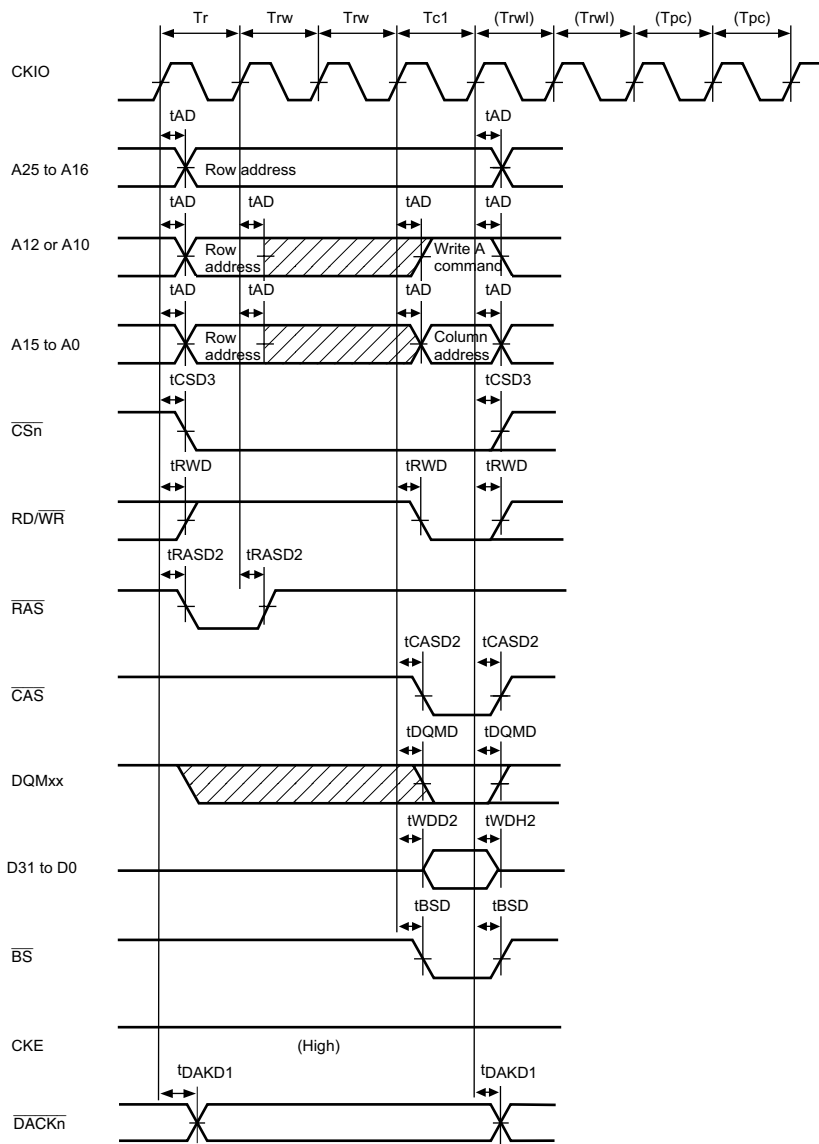 Tr Trw Trw Tc1 (Trwl) (Trwl) (Tpc) (Tpc)
CKIO
tAD tAD
A25 to A16 Row address
tAD tAD tAD tAD
A12 or A10 Row address Write A command
tAD tAD tAD tAD
A15 to A0 Row address Column address
tCSD3 tCSD3
CSn
tRWD tRWD tRWD
RD/WR
tRASD2 tRASD2
RAS
tCASD2 tCASD2
CAS
tDQMD tDQMD
DQMxx
tWDD2 tWDH2
D31 to D0
tBSD tBSD
BS
CKE (High)
tDAKD1 tDAKD1
DACKn